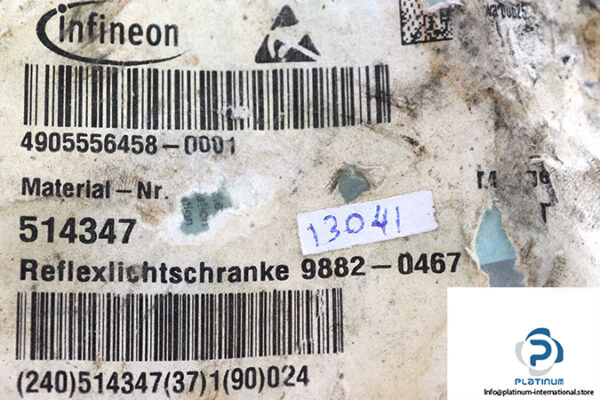 infineon
4905556458-0001
Material-Nr.
514347
13041
Reflexlichtschranke 9882-0467
(240)514347(37)1(90)024
PLATINUM
Info@platinum-international.store